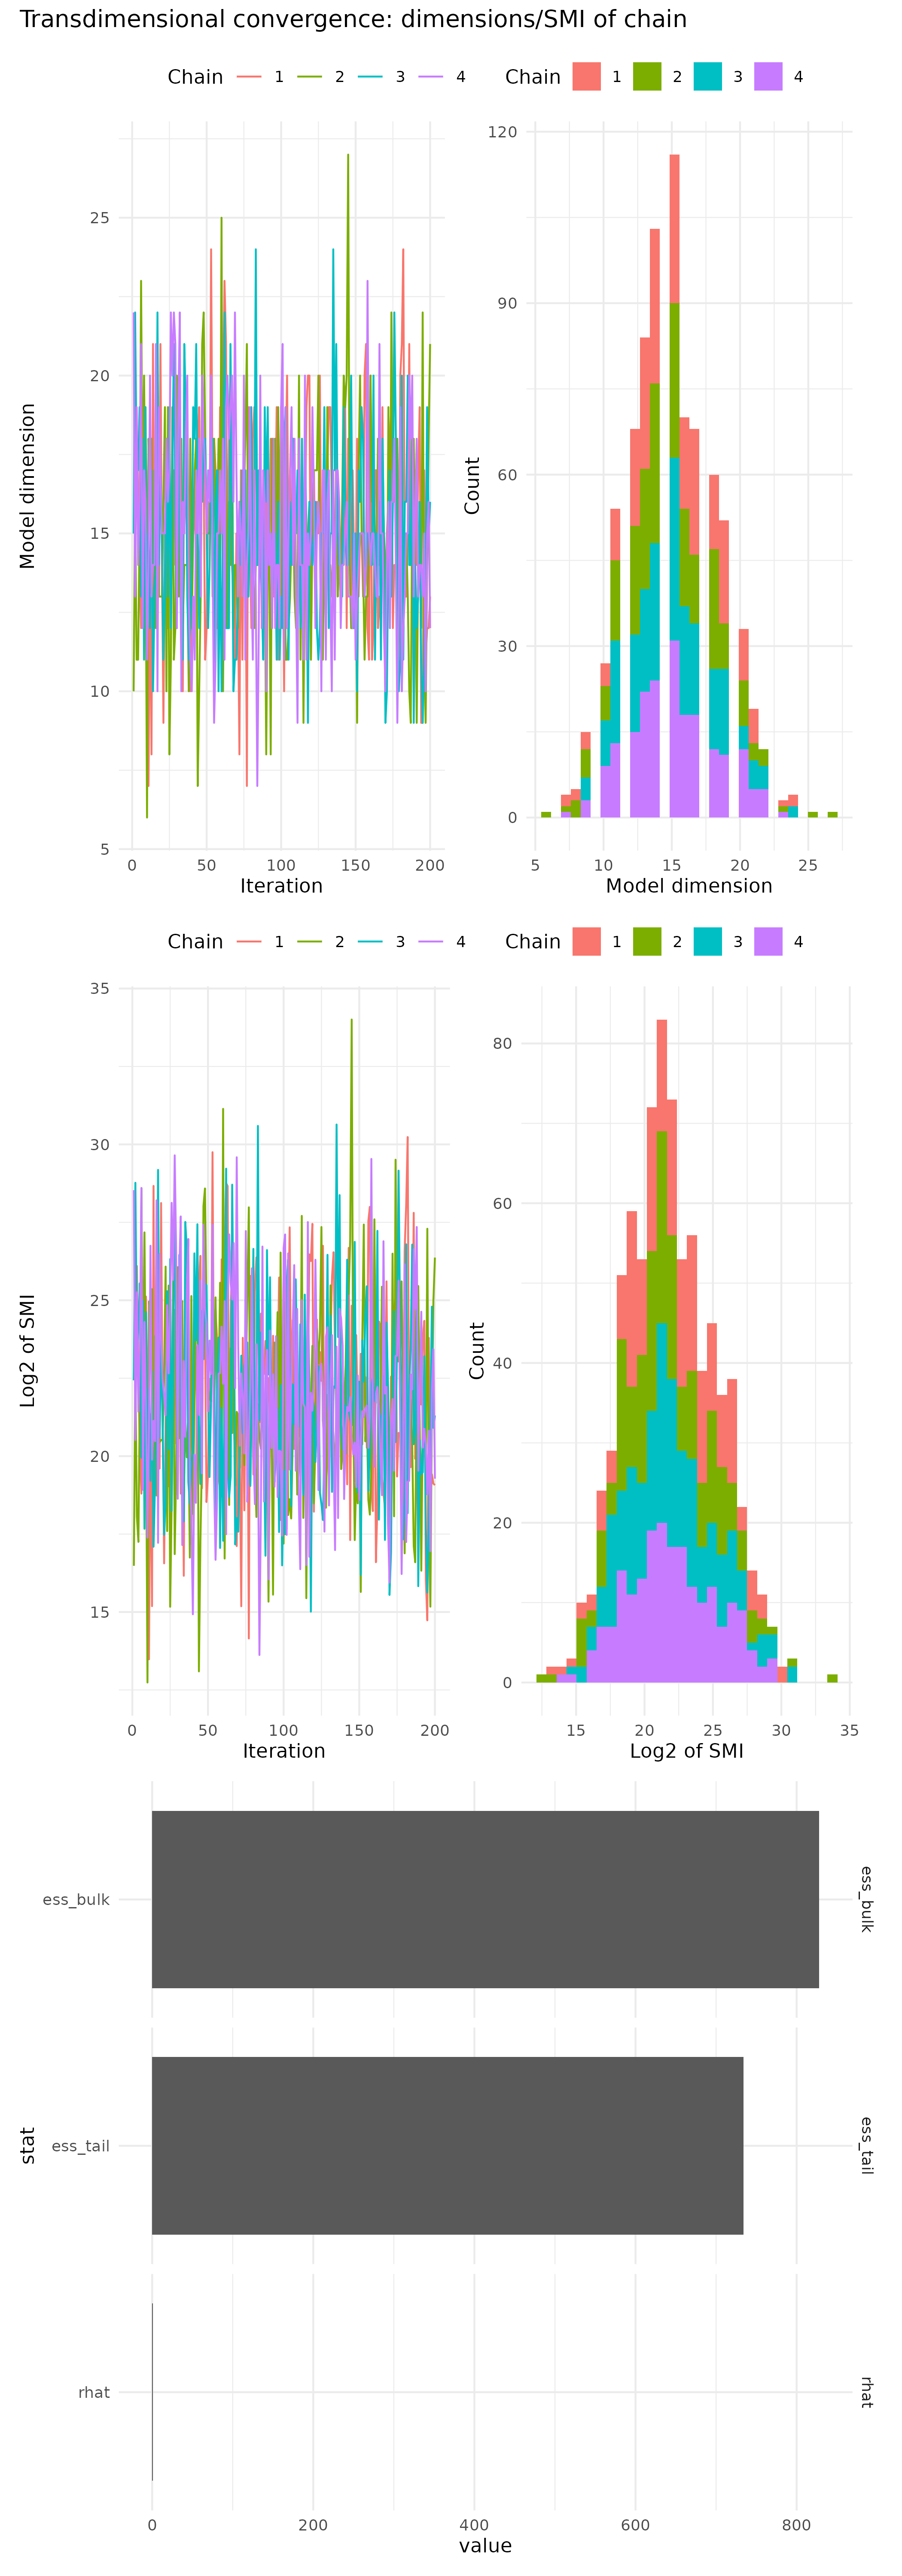 Transdimensional convergence: dimensions/SMI of chain
Chain 1 2 3 4
Chain 1 2 3 4
25
20
15
10
5
Model dimension
0 50 100 150 200
Iteration
120
90
60
30
0
Count
5 10 15 20 25
Model dimension
Chain 1 2 3 4
Chain 1 2 3 4
35
30
25
20
15
Log2 of SMI
0 50 100 150 200
Iteration
80
60
40
20
0
Count
15 20 25 30 35
Log2 of SMI
ess_bulk
ess_bulk
stat
ess_tail
ess_tail
rhat
rhat
0 200 400 600 800
value